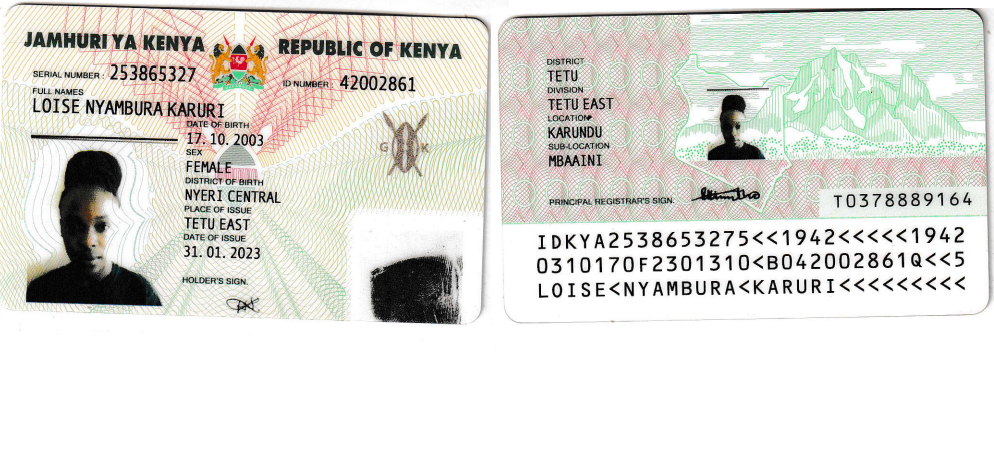 JAMHURI YA KENYA REPUBLIC OF KENYA
SERIAL NUMBER: 253865327 ID NUMBER: 42002861
FULL NAMES
LOISE NYAMBURA KARURI
DATE OF BIRTH
17. 10. 2003
SEX
FEMALE
DISTRICT OF BIRTH
NYERI CENTRAL
PLACE OF ISSUE
TETU EAST
DATE OF ISSUE
31. 01. 2023
HOLDER'S SIGN.
G K
DISTRICT
TETU
DIVISION
TETU EAST
LOCATION
KARUNDU
SUB-LOCATION
MBAAINI
PRINCIPAL REGISTRAR'S SIGN.
T0378889164
IDKYA2538653275<<1942<<<<<1942
0310170F2301310<B042002861Q<<5
LOISE<NYAMBURA<KARURI<<<<<<<<<